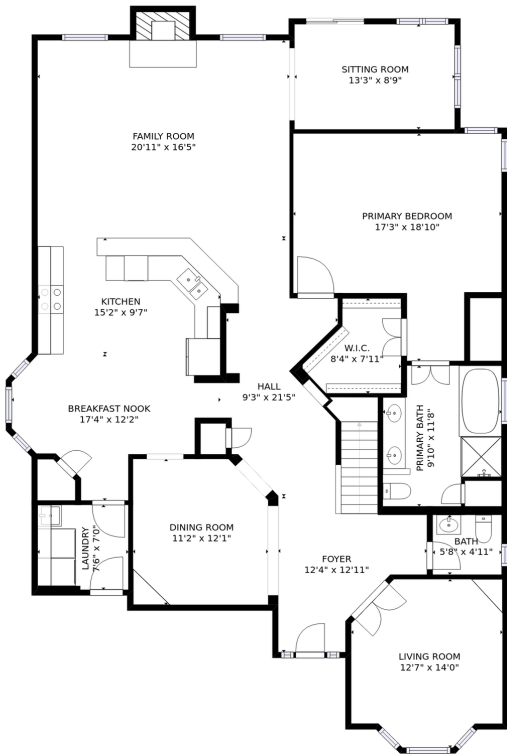 SITTING ROOM
13'3" x 8'9"
FAMILY ROOM
20'11" x 16'5"
PRIMARY BEDROOM
17'3" x 18'10"
KITCHEN
15'2" x 9'7"
W.I.C.
8'4" x 7'11"
HALL
9'3" x 21'5"
BREAKFAST NOOK
17'4" x 12'2"
PRIMARY BATH
9'10" x 11'8"
DINING ROOM
11'2" x 12'1"
LAUNDRY
7'6" x 7'0"
FOYER
12'4" x 12'11"
BATH
5'8" x 4'11"
LIVING ROOM
12'7" x 14'0"